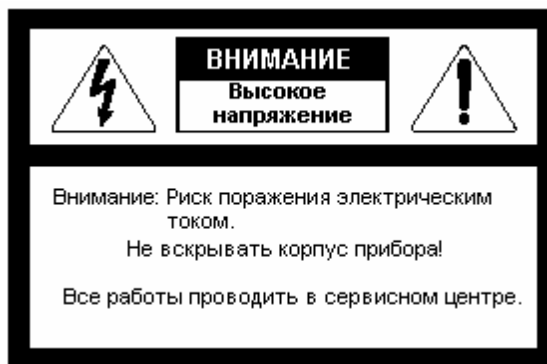 ВНИМАНИЕ
Высокое
напряжение
Внимание: Риск поражения электрическим
током.
Не вскрывать корпус прибора!
Все работы проводить в сервисном центре.